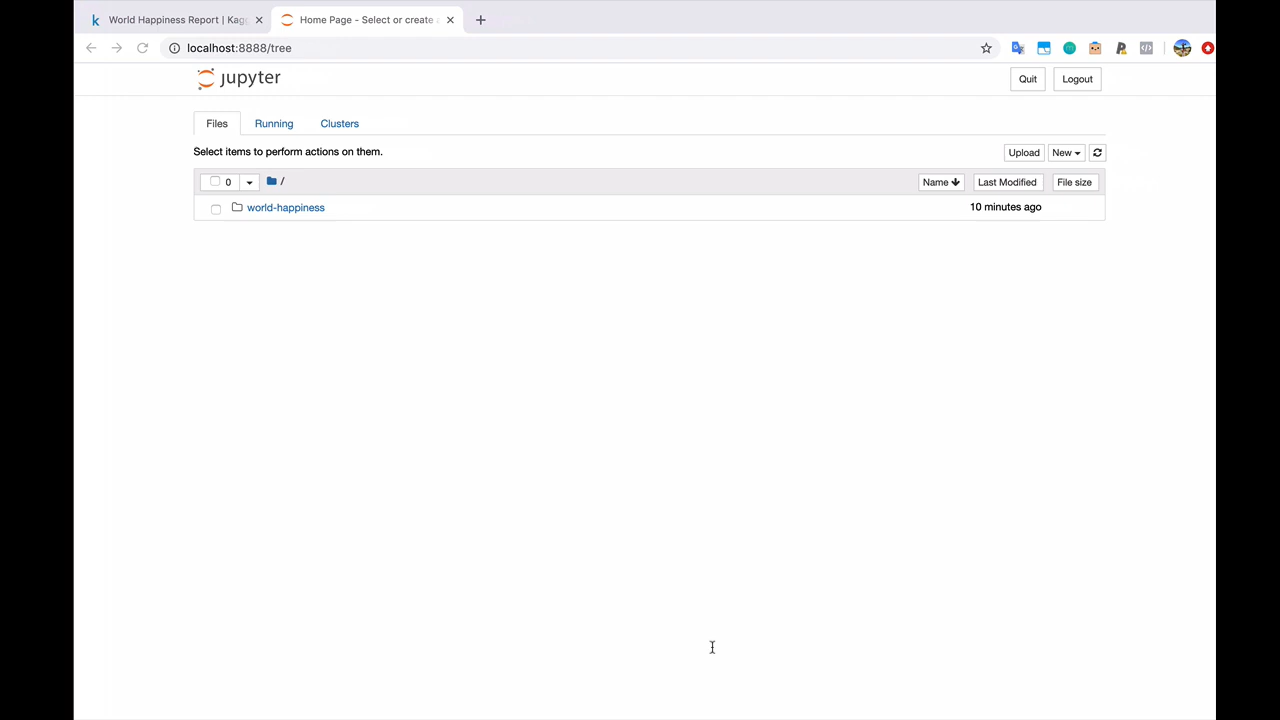 World Happiness Report | Kag
Home Page - Select or create
localhost:8888/tree
jupyter
Quit
Logout
Files
Running
Clusters
Select items to perform actions on them.
Upload
New
0
/
Name
Last Modified
File size
world-happiness
10 minutes ago